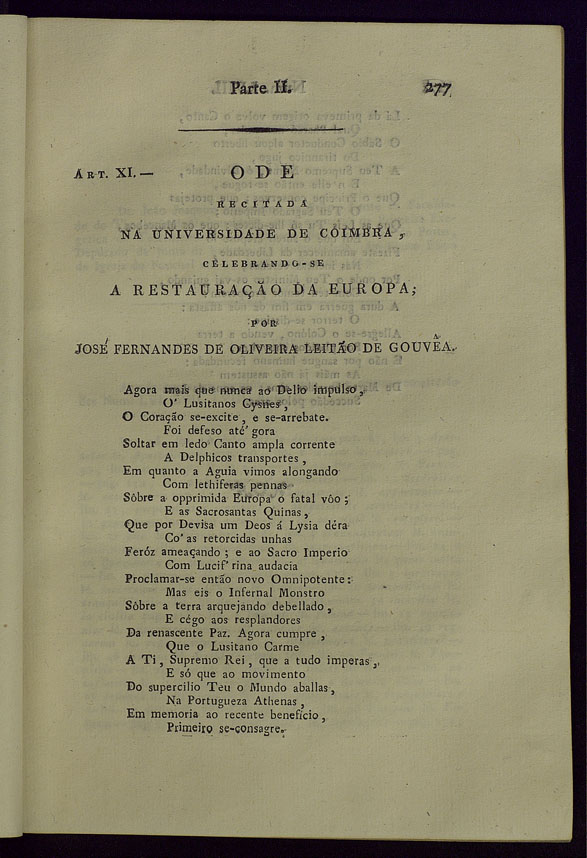 Parte II. 277
ART. XI. — ODE
RECITADA
NA UNIVERSIDADE DE COIMBRA,
CELEBRANDO-SE
A RESTAURAÇÃO DA EUROPA;
POR
JOSÉ FERNANDES DE OLIVEIRA LEITÃO DE GOUVÊA.
Agora mais que nunca ao Delio impulso,
O' Lusitanos Cysnes,
O Coração se-excite, e se-arrebate.
Foi defeso até' gora
Soltar em ledo Canto ampla corrente
A Delphicos transportes,
Em quanto a Aguia vimos alongando
Com lethiferas pennas
Sôbre a opprimida Europa o fatal vôo;
E as Sacrosantas Quinas,
Que por Devisa um Deos á Lysia déra
Co' as retorcidas unhas
Feróz ameaçando; e ao Sacro Imperio
Com Lucif' rina audacia
Proclamar-se então novo Omnipotente:
Mas eis o Infernal Monstro
Sôbre a terra arquejando debellado,
E cégo aos resplandores
Da renascente Paz. Agora cumpre,
Que o Lusitano Carme
A Ti, Supremo Rei, que a tudo imperas,
E só que ao movimento
Do supercilio Teu o Mundo aballas,
Na Portugueza Athenas,
Em memoria ao recente benefício,
Primeiro se-consagre.